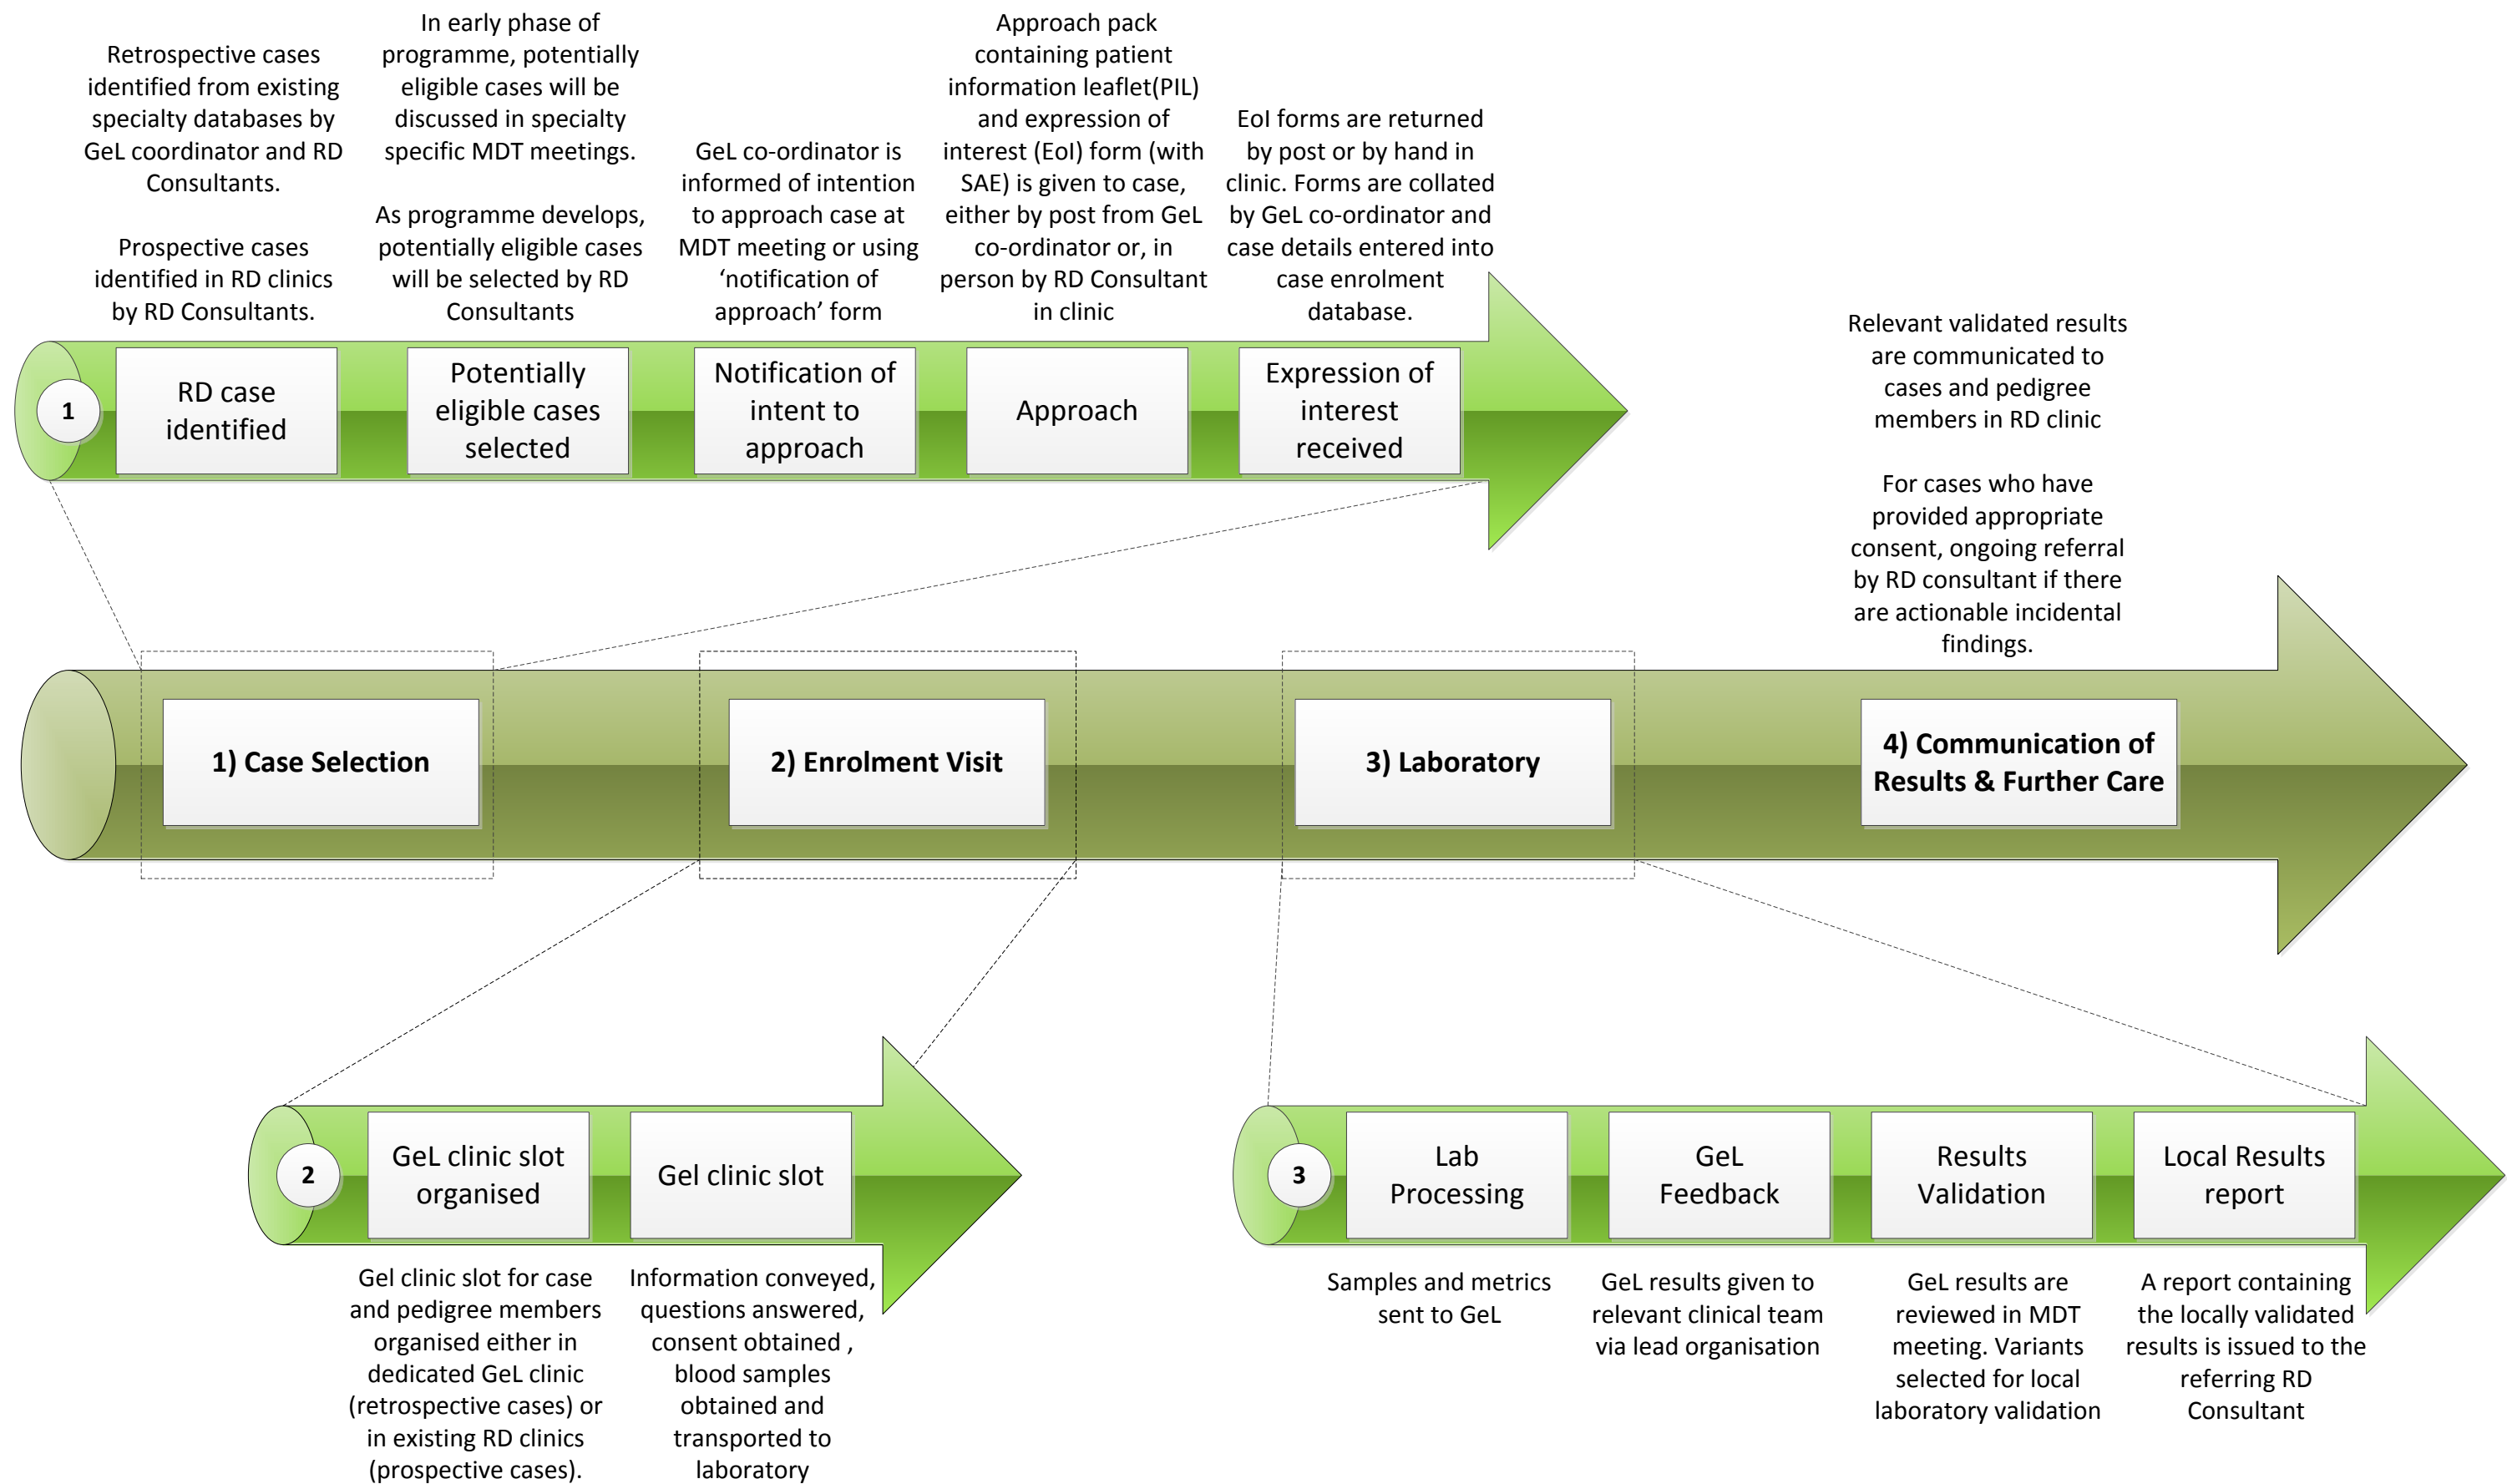 Retrospective cases
identified from existing
specialty databases by
GeL coordinator and RD
Consultants.
Prospective cases
identified in RD clinics
by RD Consultants.
In early phase of
programme, potentially
eligible cases will be
discussed in specialty
specific MDT meetings.
As programme develops,
potentially eligible cases
will be selected by RD
Consultants
GeL co-ordinator is
informed of intention
to approach case at
MDT meeting or using
‘notification of
approach’ form
Approach pack
containing patient
information leaflet(PIL)
and expression of
interest (EoI) form (with
SAE) is given to case,
either by post from GeL
co-ordinator or, in
person by RD Consultant
in clinic
EoI forms are returned
by post or by hand in
clinic. Forms are collated
by GeL co-ordinator and
case details entered into
case enrolment
database.
1
RD case
identified
Potentially
eligible cases
selected
Notification of
intent to
approach
Approach
Expression of
interest
received
Relevant validated results
are communicated to
cases and pedigree
members in RD clinic
For cases who have
provided appropriate
consent, ongoing referral
by RD consultant if there
are actionable incidental
findings.
1) Case Selection
2) Enrolment Visit
3) Laboratory
4) Communication of
Results & Further Care
2
GeL clinic slot
organised
Gel clinic slot
Gel clinic slot for case
and pedigree members
organised either in
dedicated GeL clinic
(retrospective cases) or
in existing RD clinics
(prospective cases).
Information conveyed,
questions answered,
consent obtained ,
blood samples
obtained and
transported to
laboratory
3
Lab
Processing
GeL
Feedback
Results
Validation
Local Results
report
Samples and metrics
sent to GeL
GeL results given to
relevant clinical team
via lead organisation
GeL results are
reviewed in MDT
meeting. Variants
selected for local
laboratory validation
A report containing
the locally validated
results is issued to the
referring RD
Consultant